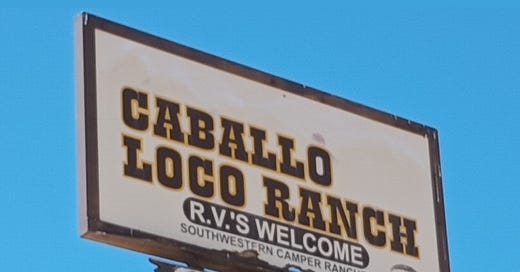 CABALLO
LOCO RANCH
R.V.'S WELCOME
SOUTHWESTERN CAMPER RANCH